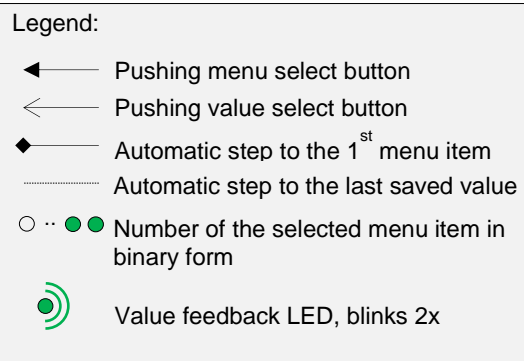 Legend:
Pushing menu select button
Pushing value select button
Automatic step to the 1st menu item
Automatic step to the last saved value
Number of the selected menu item in
binary form
Value feedback LED, blinks 2x